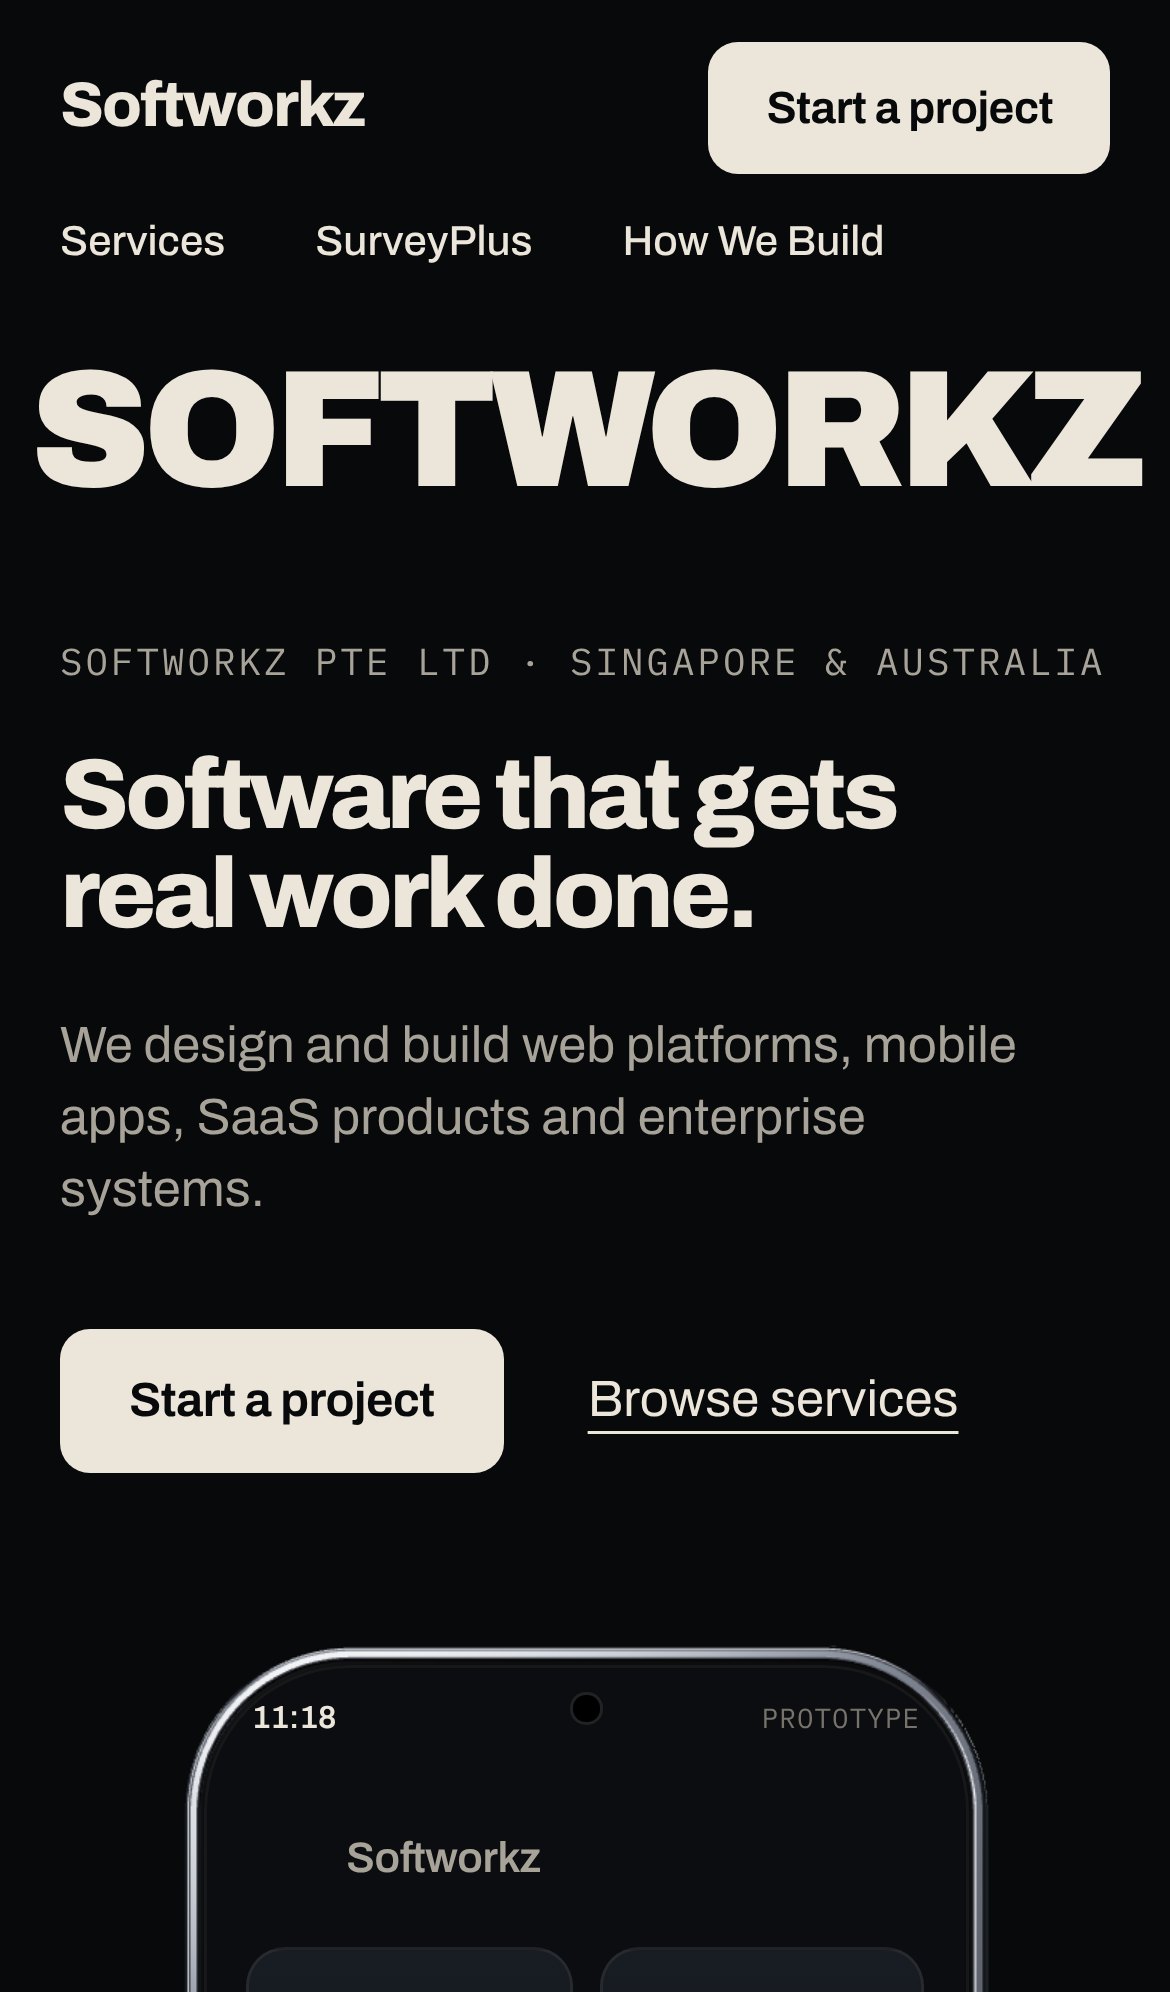 Softworkz
Start a project
Services SurveyPlus How We Build
SOFTWORKZ
SOFTWORKZ PTE LTD · SINGAPORE & AUSTRALIA
Software that gets
real work done.
We design and build web platforms, mobile
apps, SaaS products and enterprise
systems.
Start a project Browse services
11:18 PROTOTYPE
Softworkz